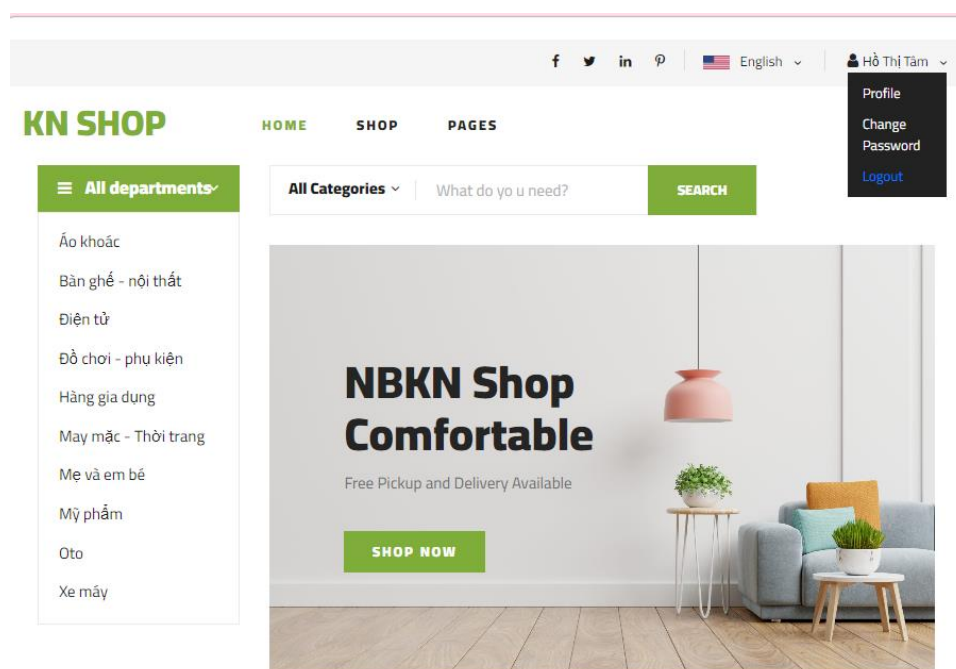 English
Hồ Thị Tâm
Profile
Change
Password
Logout
KN SHOP
HOME
SHOP
PAGES
All departments
All Categories
What do yo u need?
SEARCH
Áo khoác
Bàn ghế - nội thất
Điện tử
Đồ chơi - phụ kiện
Hàng gia dụng
May mặc - Thời trang
Mẹ và em bé
Mỹ phẩm
Oto
Xe máy
NBKN Shop
Comfortable
Free Pickup and Delivery Available
SHOP NOW